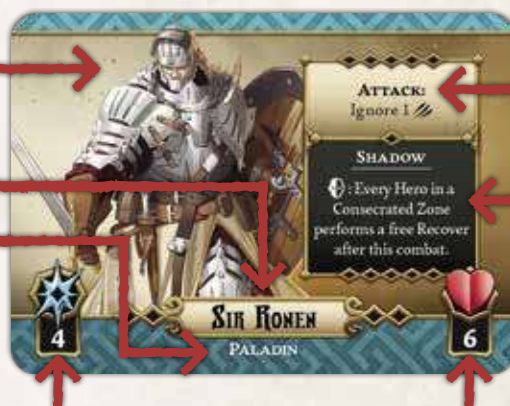 ATTACK:
Ignore 1
SHADOW
: Every Hero in a
Consecrated Zone
performs a free Recover
after this combat.
SIR RONEN
PALADIN
4
6